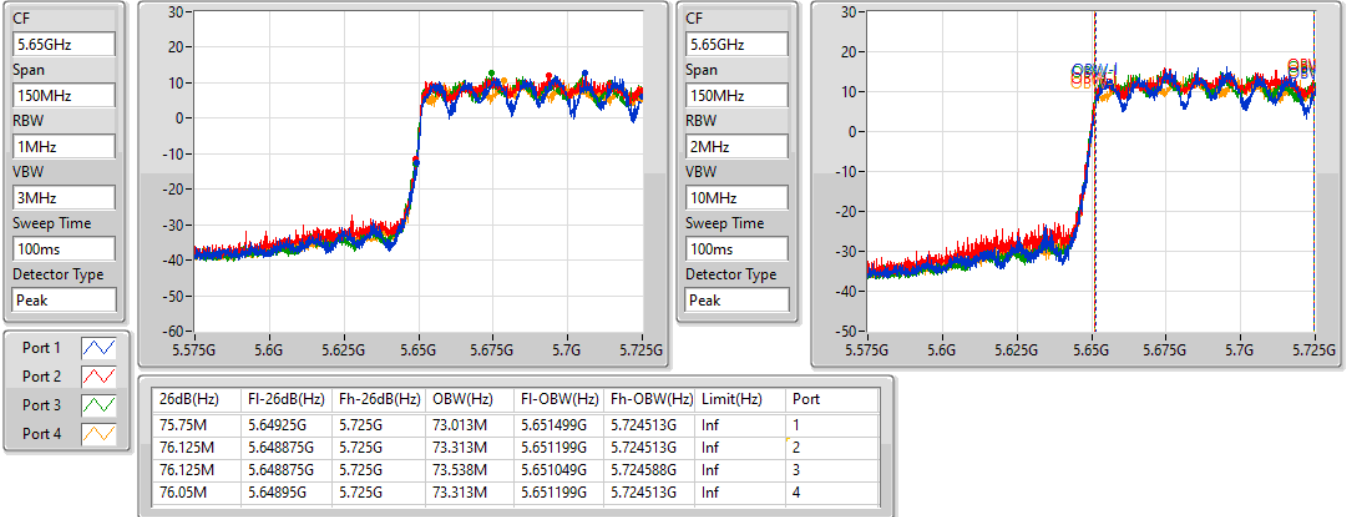 CF
5.65GHz
Span
150MHz
RBW
1MHz
VBW
3MHz
Sweep Time
100ms
Detector Type
Peak
30
20
10
0
-10
-20
-30
-40
-50
-60
5.575G 5.6G 5.625G 5.65G 5.675G 5.7G 5.725G
CF
5.65GHz
Span
150MHz
RBW
2MHz
VBW
10MHz
Sweep Time
100ms
Detector Type
Peak
30
20
10
0
-10
-20
-30
-40
-50
5.575G 5.6G 5.625G 5.65G 5.675G 5.7G 5.725G
OBW-l
Port 1
Port 2
Port 3
Port 4
26dB(Hz) Fl-26dB(Hz) Fh-26dB(Hz) OBW(Hz) Fl-OBW(Hz) Fh-OBW(Hz) Limit(Hz) Port
75.75M 5.64925G 5.725G 73.013M 5.651499G 5.724513G Inf 1
76.125M 5.648875G 5.725G 73.313M 5.651199G 5.724513G Inf 2
76.125M 5.648875G 5.725G 73.538M 5.651049G 5.724588G Inf 3
76.05M 5.64895G 5.725G 73.313M 5.651199G 5.724513G Inf 4